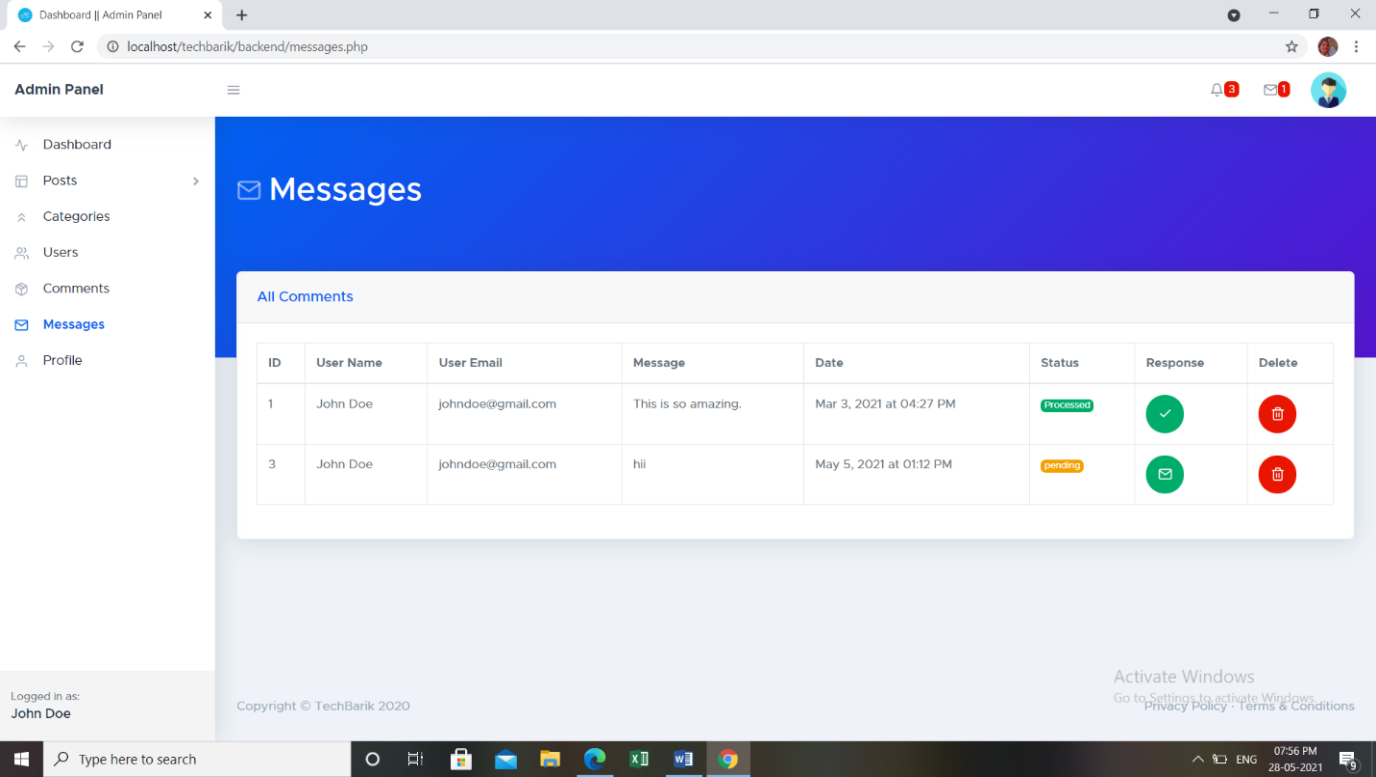 Dashboard || Admin Panel
localhost/techbarik/backend/messages.php
Admin Panel
3
1
Dashboard
Posts
Categories
Users
Comments
Messages
Profile
Logged in as:
John Doe
Messages
All Comments
ID User Name User Email Message Date Status Response Delete
1 John Doe johndoe@gmail.com This is so amazing. Mar 3, 2021 at 04:27 PM Processed
3 John Doe johndoe@gmail.com hii May 5, 2021 at 01:12 PM pending
Activate Windows
Go to Settings to activate Windows.
Copyright © TechBarik 2020
Privacy Policy · Terms & Conditions
Type here to search
ENG
07:56 PM
28-05-2021
9